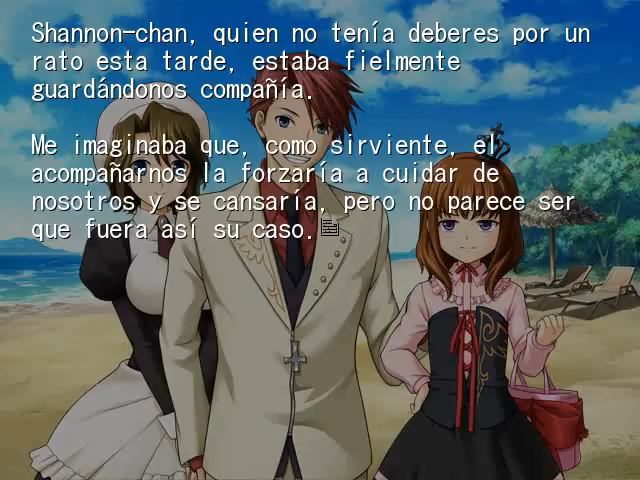 Shannon-chan, quien no tenía deberes por un
rato esta tarde, estaba fielmente
guardándonos compañía.
Me imaginaba que, como sirviente, el
acompañarnos la forzaría a cuidar de
nosotros y se cansaría, pero no parece ser
que fuera así su caso.